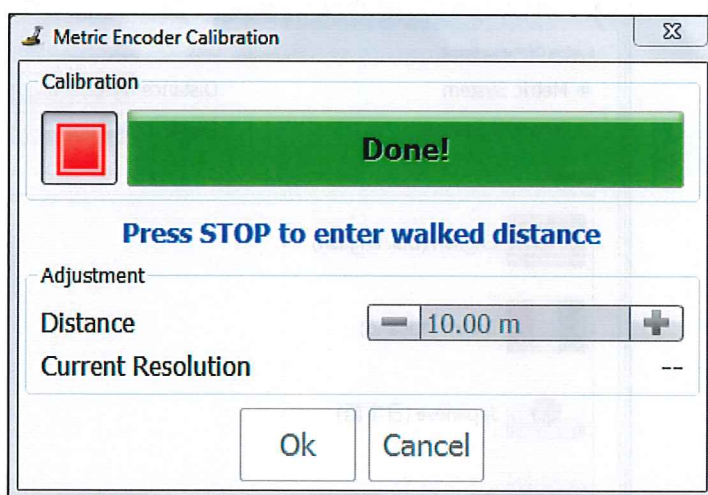 Metric Encoder Calibration
Calibration
Done!
Press STOP to enter walked distance
Adjustment
Distance
10.00 m
Current Resolution
--
Ok Cancel